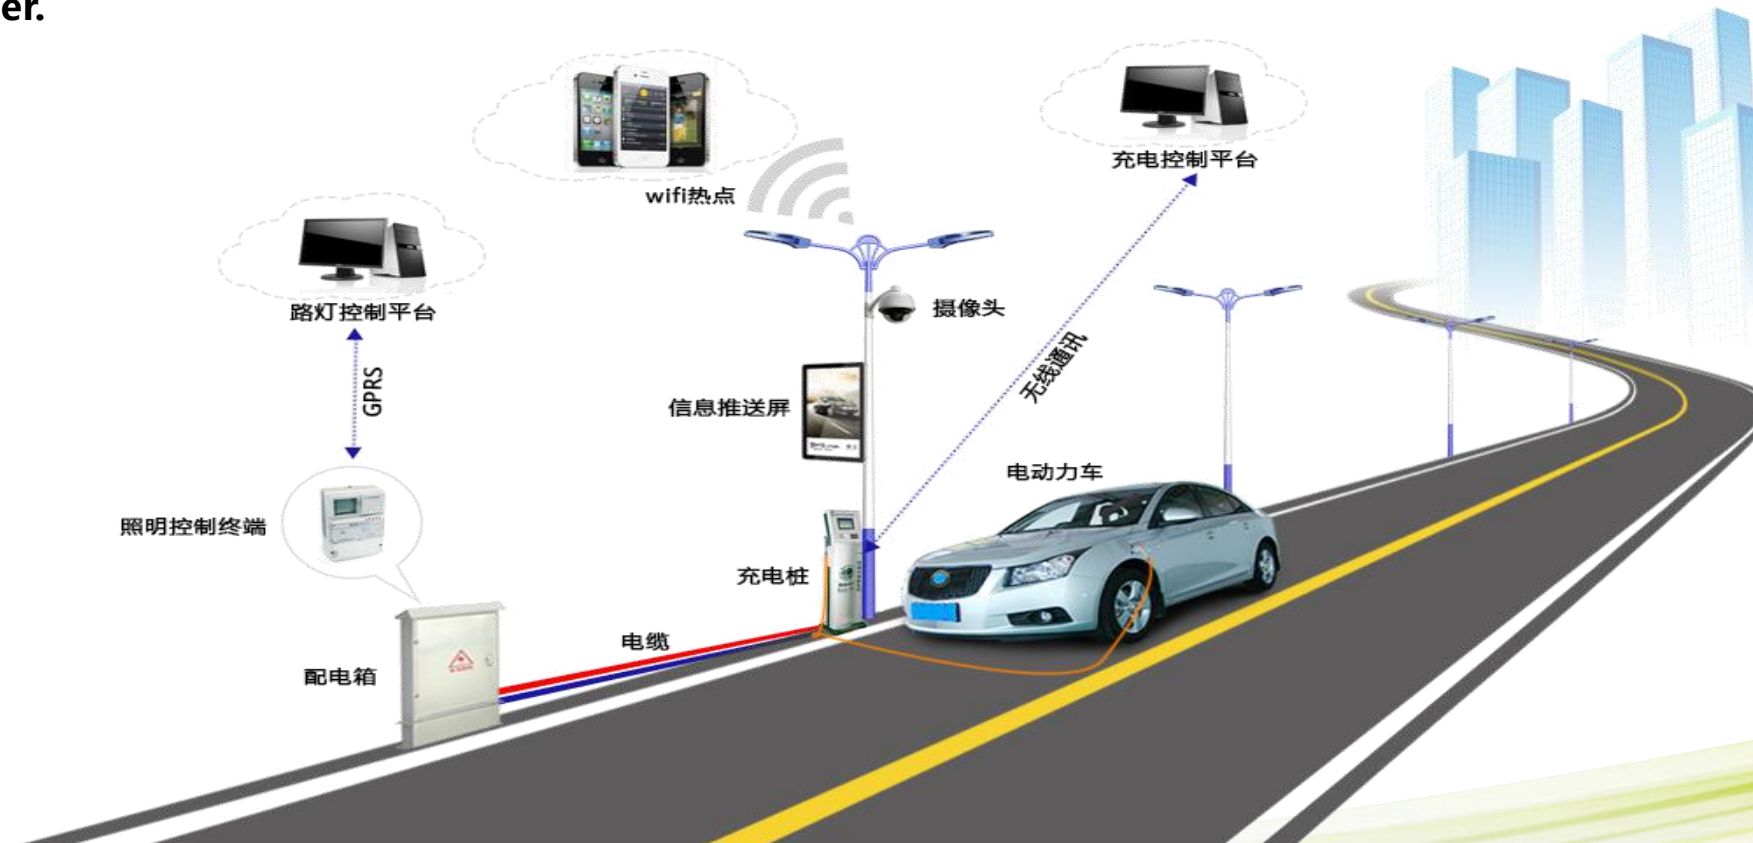 er.
wifi热点
充电控制平台
路灯控制平台
GPRS
摄像头
无线通讯
信息推送屏
电动力车
照明控制终端
充电桩
电缆
配电箱